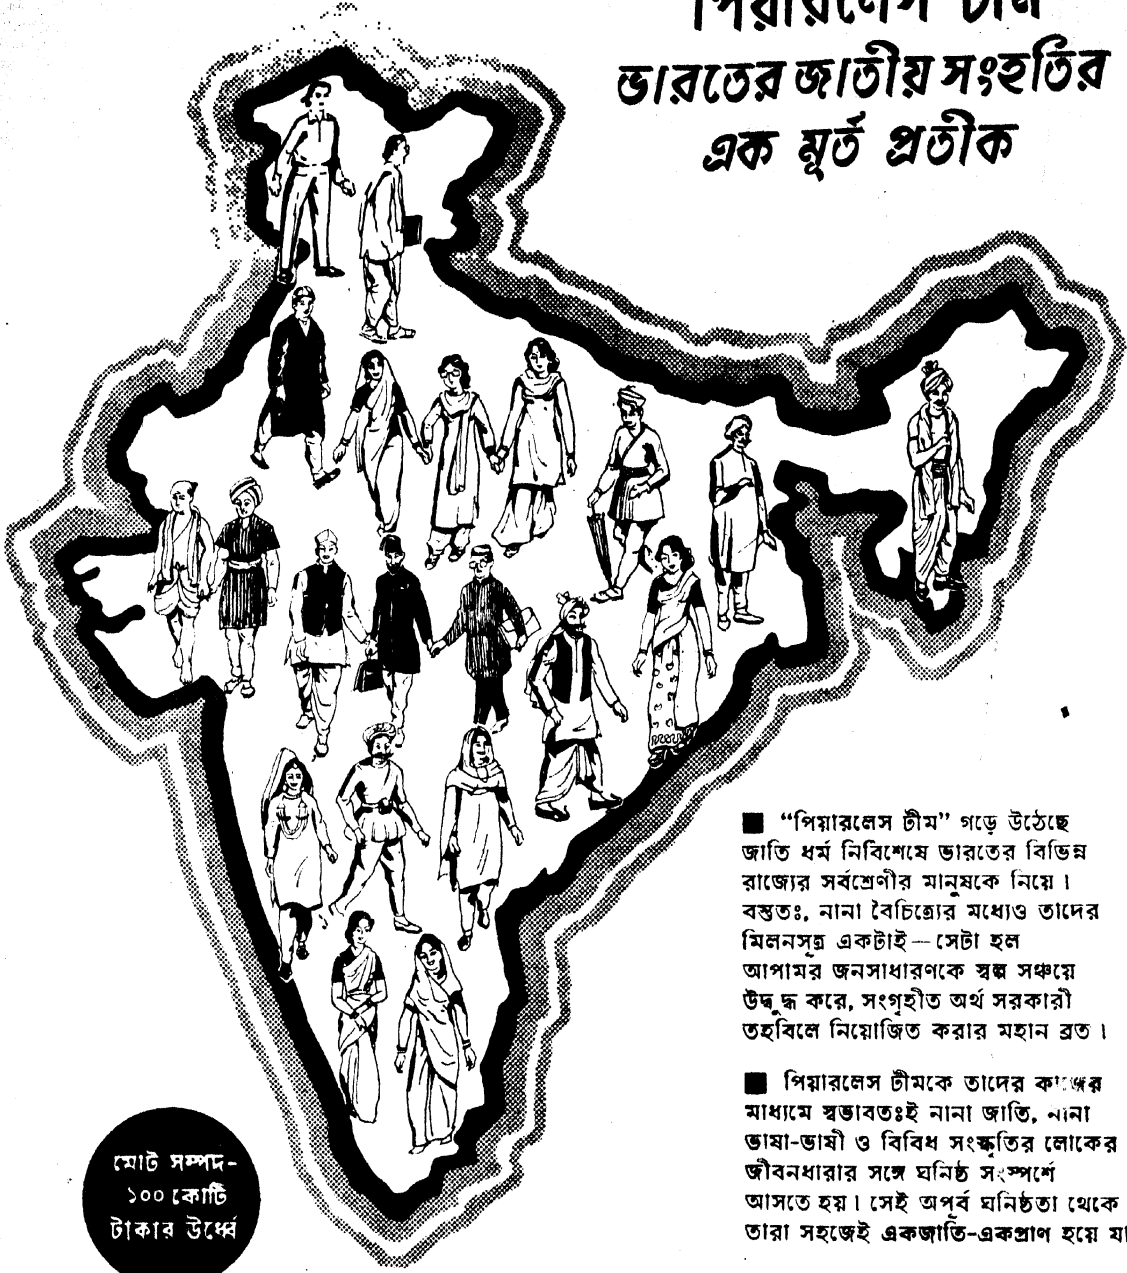 পিয়ারলেস টীম
ভারতের জাতীয় সংহতির
এক মূর্ত প্রতীক
■ “পিয়ারলেস টীম” গড়ে উঠেছে
জাতি ধর্ম নির্বিশেষে ভারতের বিভিন্ন
রাজ্যের সর্বশ্রেণীর মানুষকে নিয়ে।
বস্তুতঃ, নানা বৈচিত্র্যের মধ্যেও তাদের
মিলনসূত্র একটাই—সেটা হল
আপামর জনসাধারণকে স্বল্প সঞ্চয়ে
উদ্বুদ্ধ করে, সংগৃহীত অর্থ সরকারী
তহবিলে নিয়োজিত করার মহান ব্রত।
■ পিয়ারলেস টীমকে তাদের কাজের
মাধ্যমে স্বভাবতঃই নানা জাতি, নানা
ভাষা-ভাষী ও বিবিধ সংস্কৃতির লোকের
জীবনধারার সঙ্গে ঘনিষ্ঠ সংস্পর্শে
আসতে হয়। সেই অপূর্ব ঘনিষ্ঠতা থেকে
তারা সহজেই একজাতি-একপ্রাণ হয়ে
মোট সম্পদ-
১০০ কোটি
টাকার উর্ধ্বে